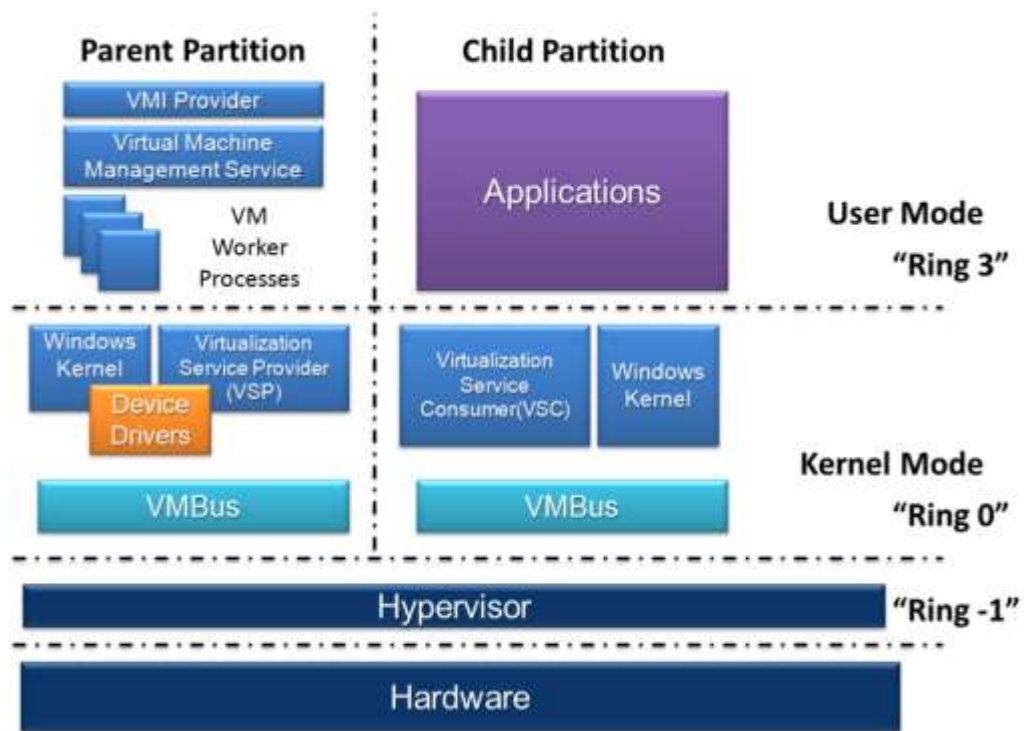 Parent Partition
Child Partition
VMI Provider
Virtual Machine
Management Service
VM
Worker
Processes
Applications
User Mode
“Ring 3”
Windows
Kernel
Virtualization
Service Provider
(VSP)
Device
Drivers
VMBus
Virtualization
Service
Consumer(VSC)
Windows
Kernel
VMBus
Kernel Mode
“Ring 0”
Hypervisor
“Ring -1”
Hardware